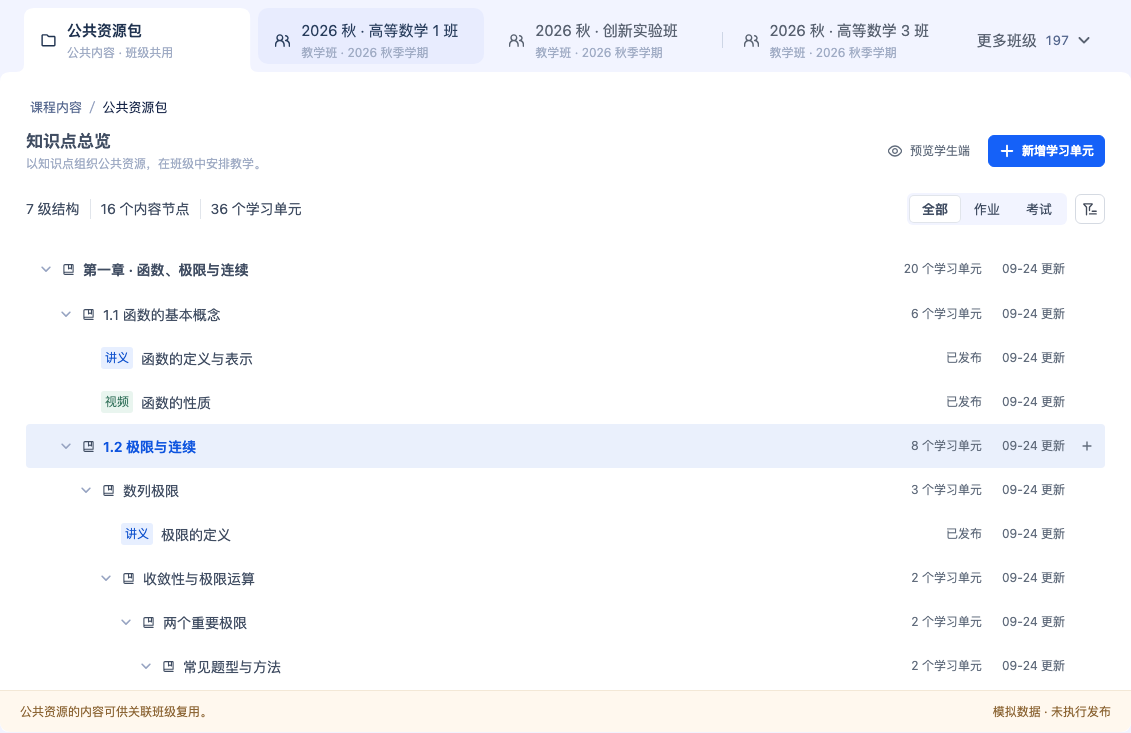 公共资源包
公共内容 · 班级共用
2026 秋 · 高等数学 1 班
教学班 · 2026 秋季学期
2026 秋 · 创新实验班
教学班 · 2026 秋季学期
2026 秋 · 高等数学 3 班
教学班 · 2026 秋季学期
更多班级 197
课程内容 / 公共资源包
知识点总览
以知识点组织公共资源，在班级中安排教学。
预览学生端
新增学习单元
7 级结构
16 个内容节点
36 个学习单元
全部
作业
考试
第一章 · 函数、极限与连续 20 个学习单元 09-24 更新
1.1 函数的基本概念 6 个学习单元 09-24 更新
讲义 函数的定义与表示 已发布 09-24 更新
视频 函数的性质 已发布 09-24 更新
1.2 极限与连续 8 个学习单元 09-24 更新
数列极限 3 个学习单元 09-24 更新
讲义 极限的定义 已发布 09-24 更新
收敛性与极限运算 2 个学习单元 09-24 更新
两个重要极限 2 个学习单元 09-24 更新
常见题型与方法 2 个学习单元 09-24 更新
公共资源的内容可供关联班级复用。
模拟数据 · 未执行发布